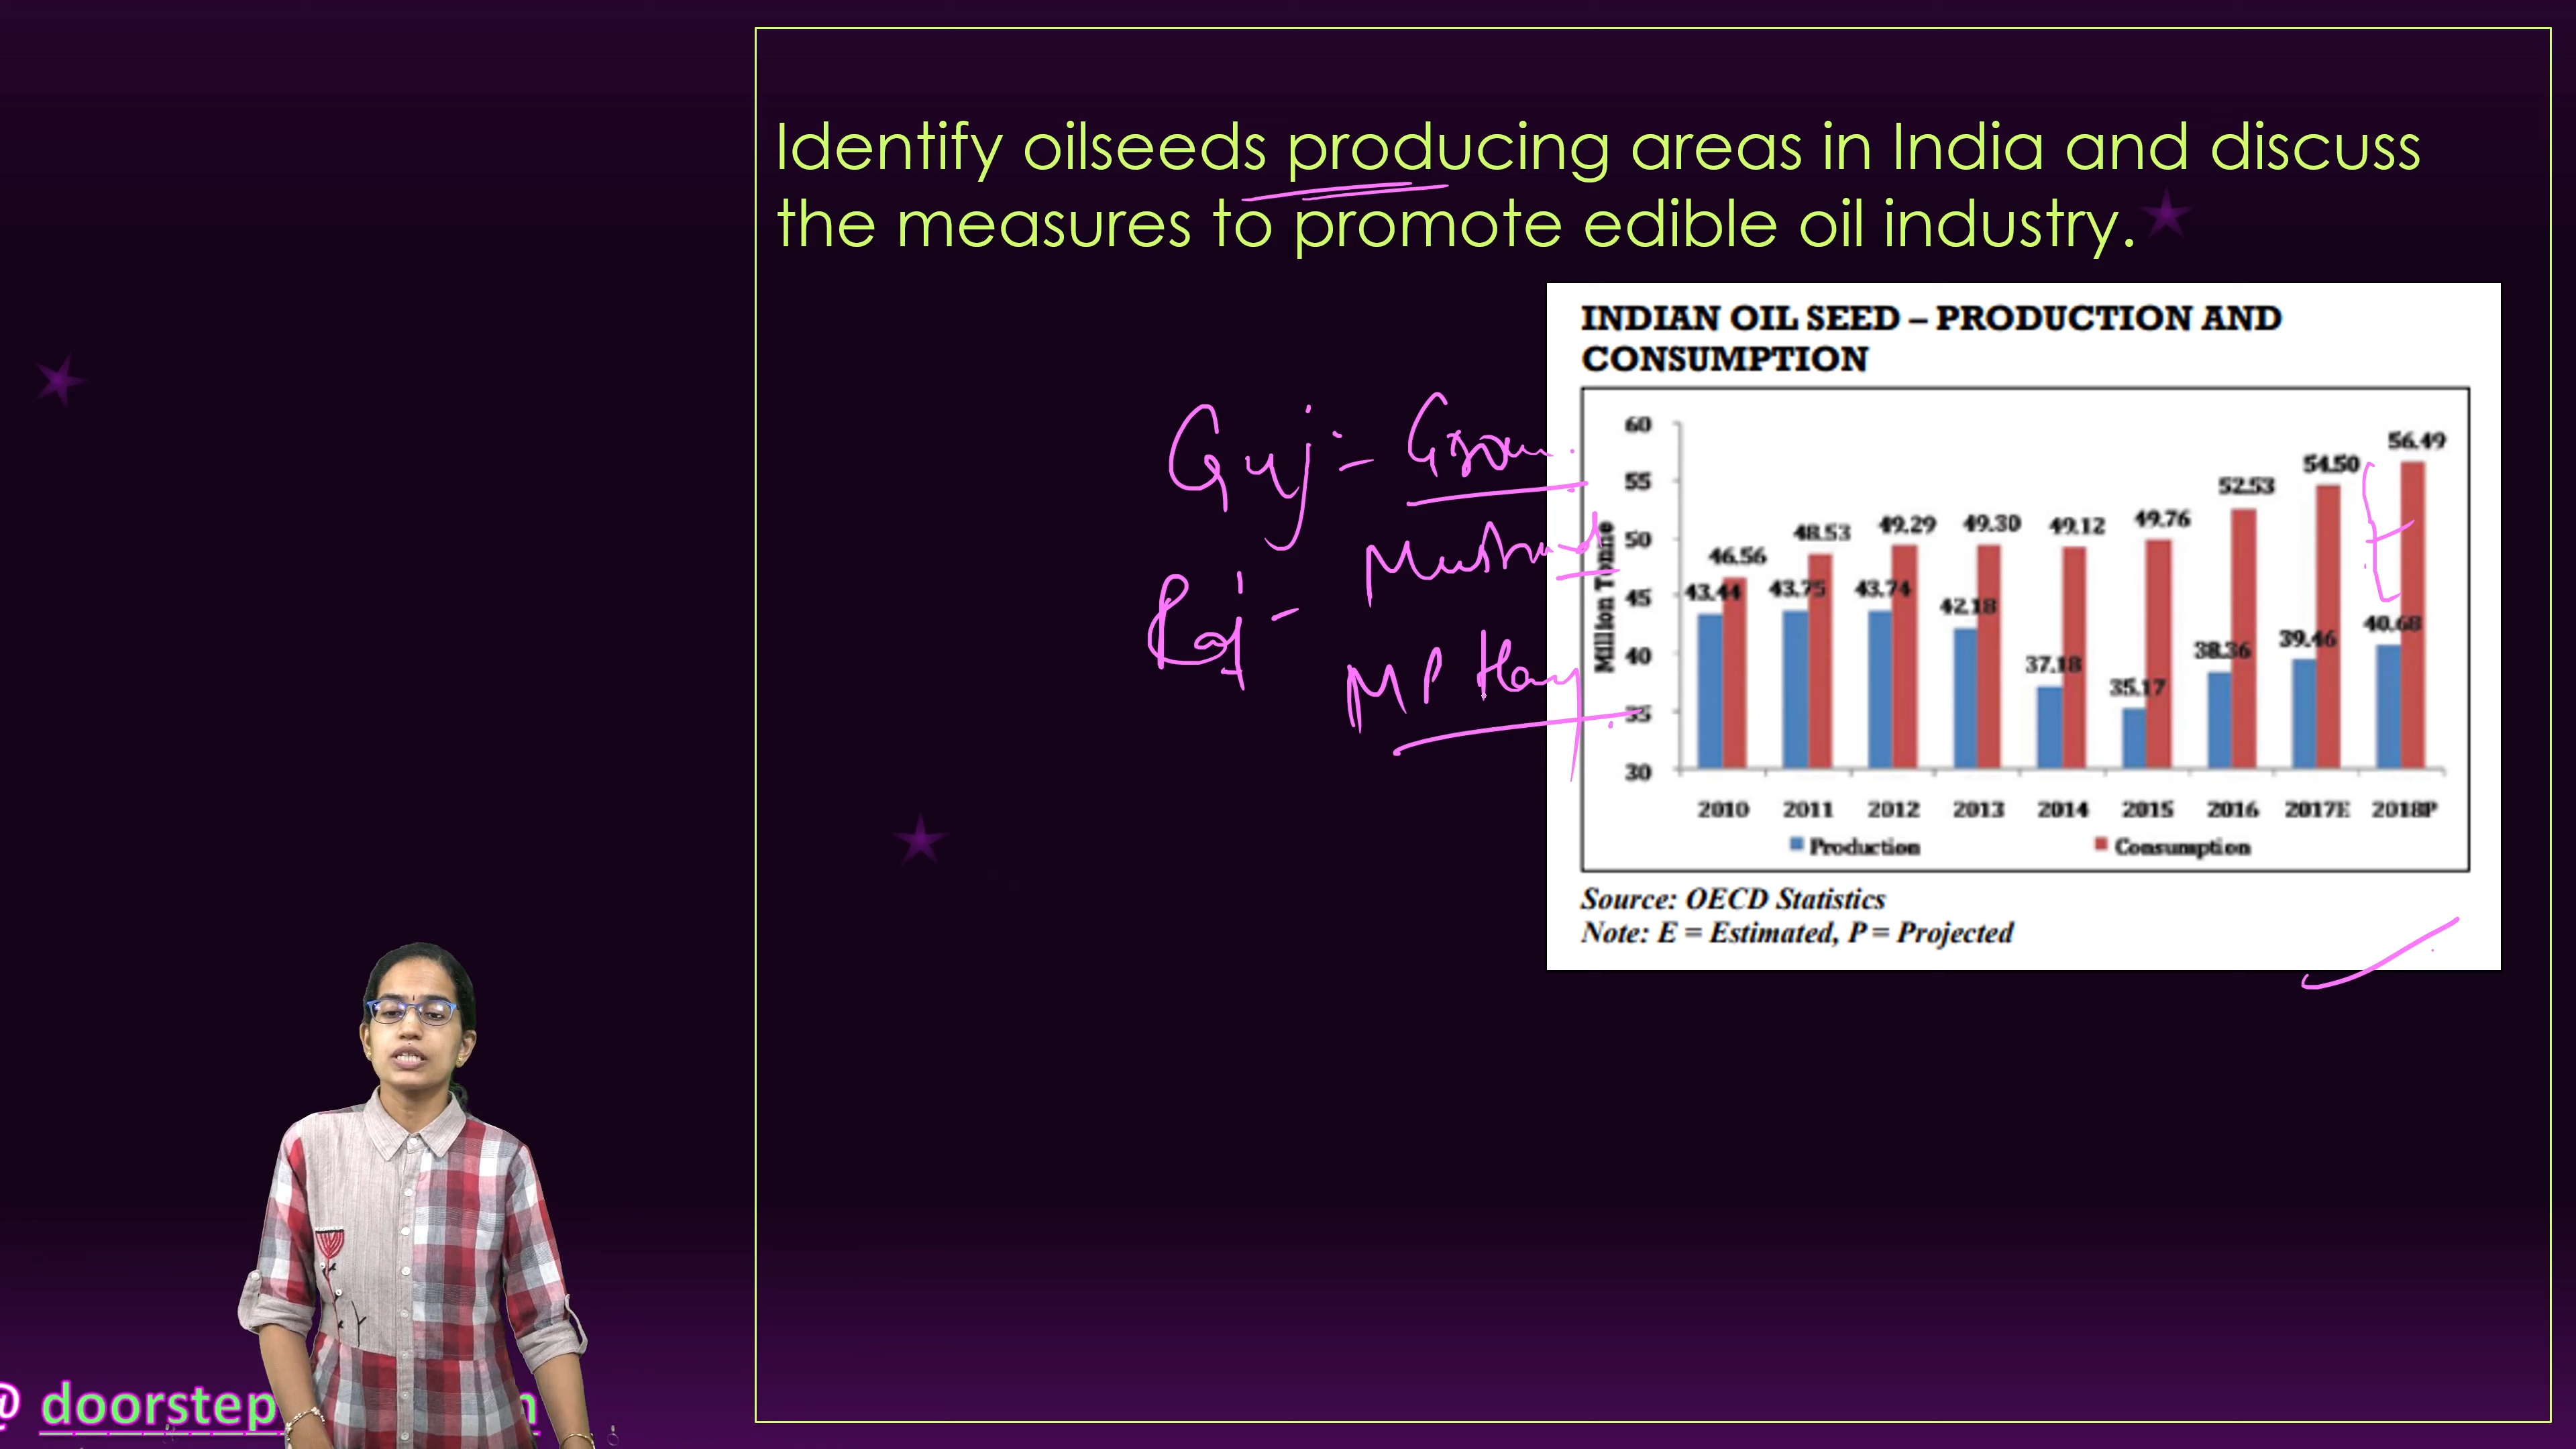 Identify oilseeds producing areas in India and discuss
the measures to promote edible oil industry.
INDIAN OIL SEED – PRODUCTION AND
CONSUMPTION
Guj = Groun.
Raj -
Mustard
MP Hary
Million Tonne
60
55
50
45
40
35
30
43.44
46.56
43.75
48.53
43.74
49.29
42.18
49.30
37.18
49.12
35.17
49.76
38.36
52.53
39.46
54.50
40.68
56.49
2010 2011 2012 2013 2014 2015 2016 2017E 2018P
Production Consumption
Source: OECD Statistics
Note: E = Estimated, P = Projected
@ doorstep